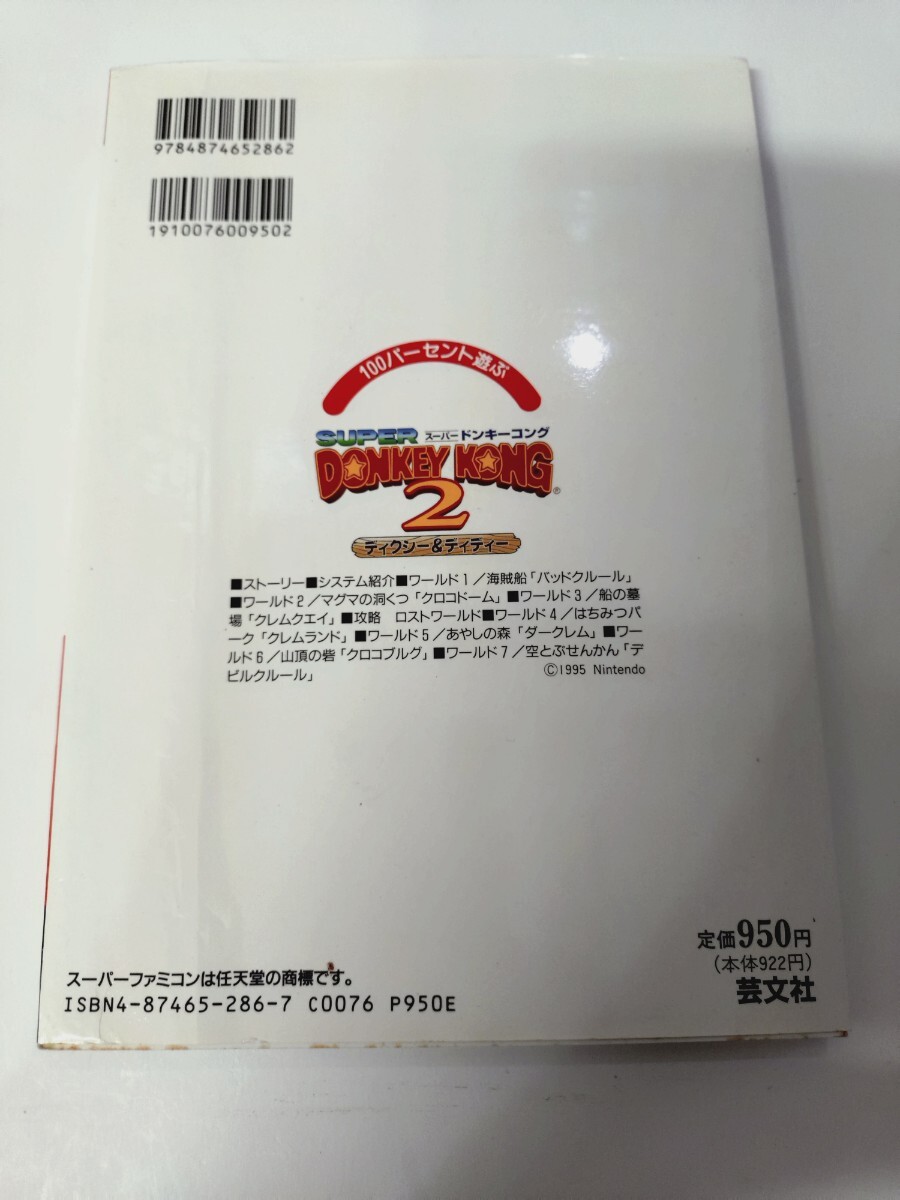 9784874652862
1910076009502
100パーセント遊ぶ
SUPER スーパードンキーコング
DONKEY KONG®
2
ディクシー&ディディー
■ストーリー■システム紹介■ワールド1／海賊船「バッドクルール」
■ワールド2／マグマの洞くつ「クロコドーム」■ワールド3／船の墓
場「クレムクエイ」■攻略　ロストワールド■ワールド4／はちみつパ
ーク「クレムランド」■ワールド5／あやしの森「ダークレム」■ワー
ルド6／山頂の砦「クロコブルグ」■ワールド7／空とぶせんかん「デ
ビルクルール」 ©1995 Nintendo
定価950円
(本体922円)
芸文社
スーパーファミコンは任天堂の商標です。
ISBN4-87465-286-7 C0076 P950E